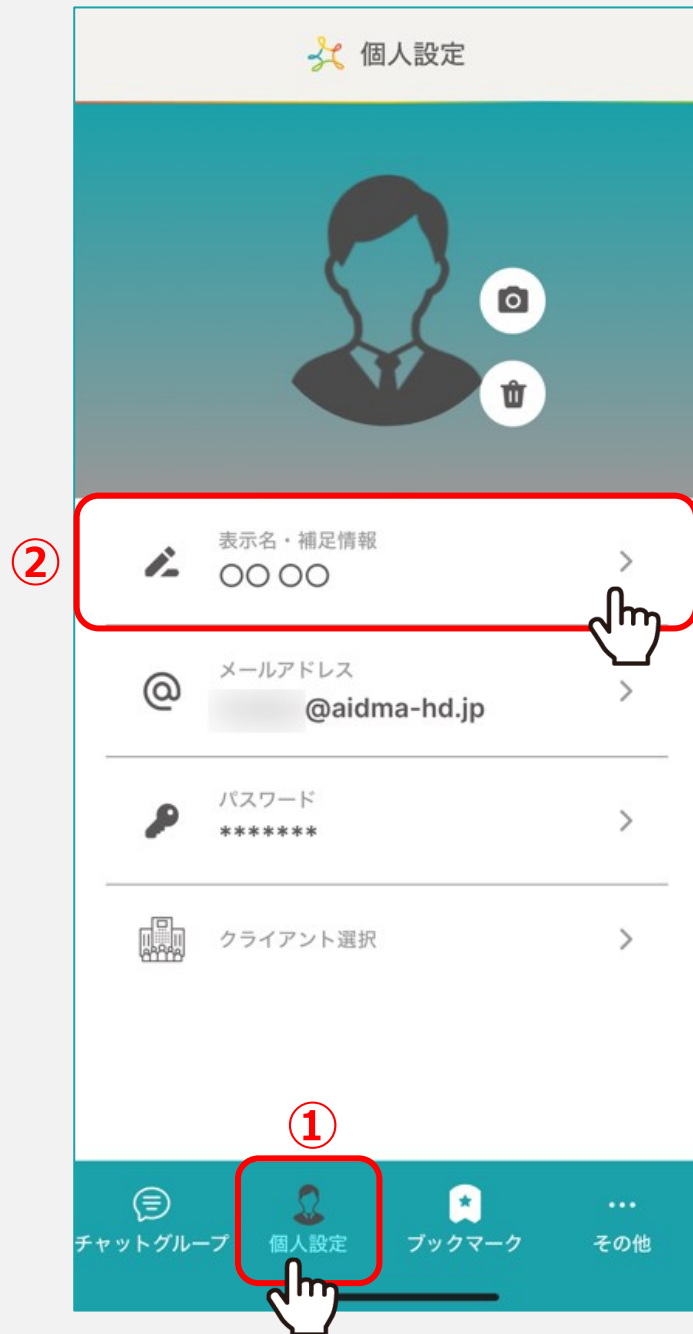 個人設定
②
表示名・補足情報
〇〇 〇〇
メールアドレス
@aidma-hd.jp
パスワード
*******
クライアント選択
①
チャットグループ
個人設定
ブックマーク
その他